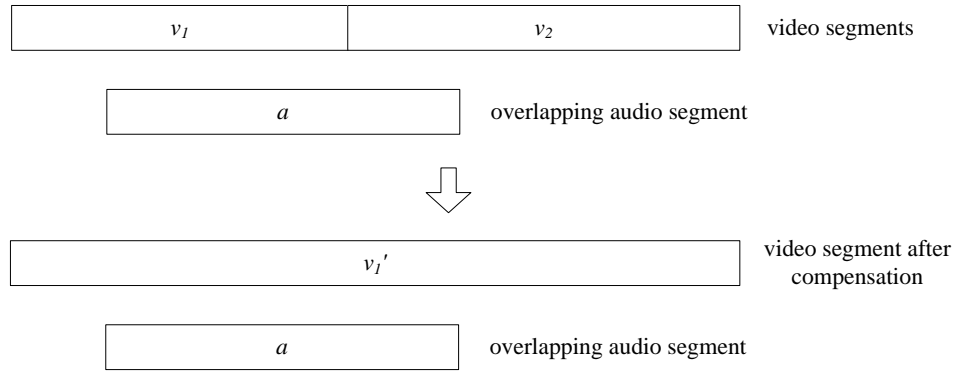 v1 v2 video segments
a overlapping audio segment
v1' video segment after
compensation
a overlapping audio segment